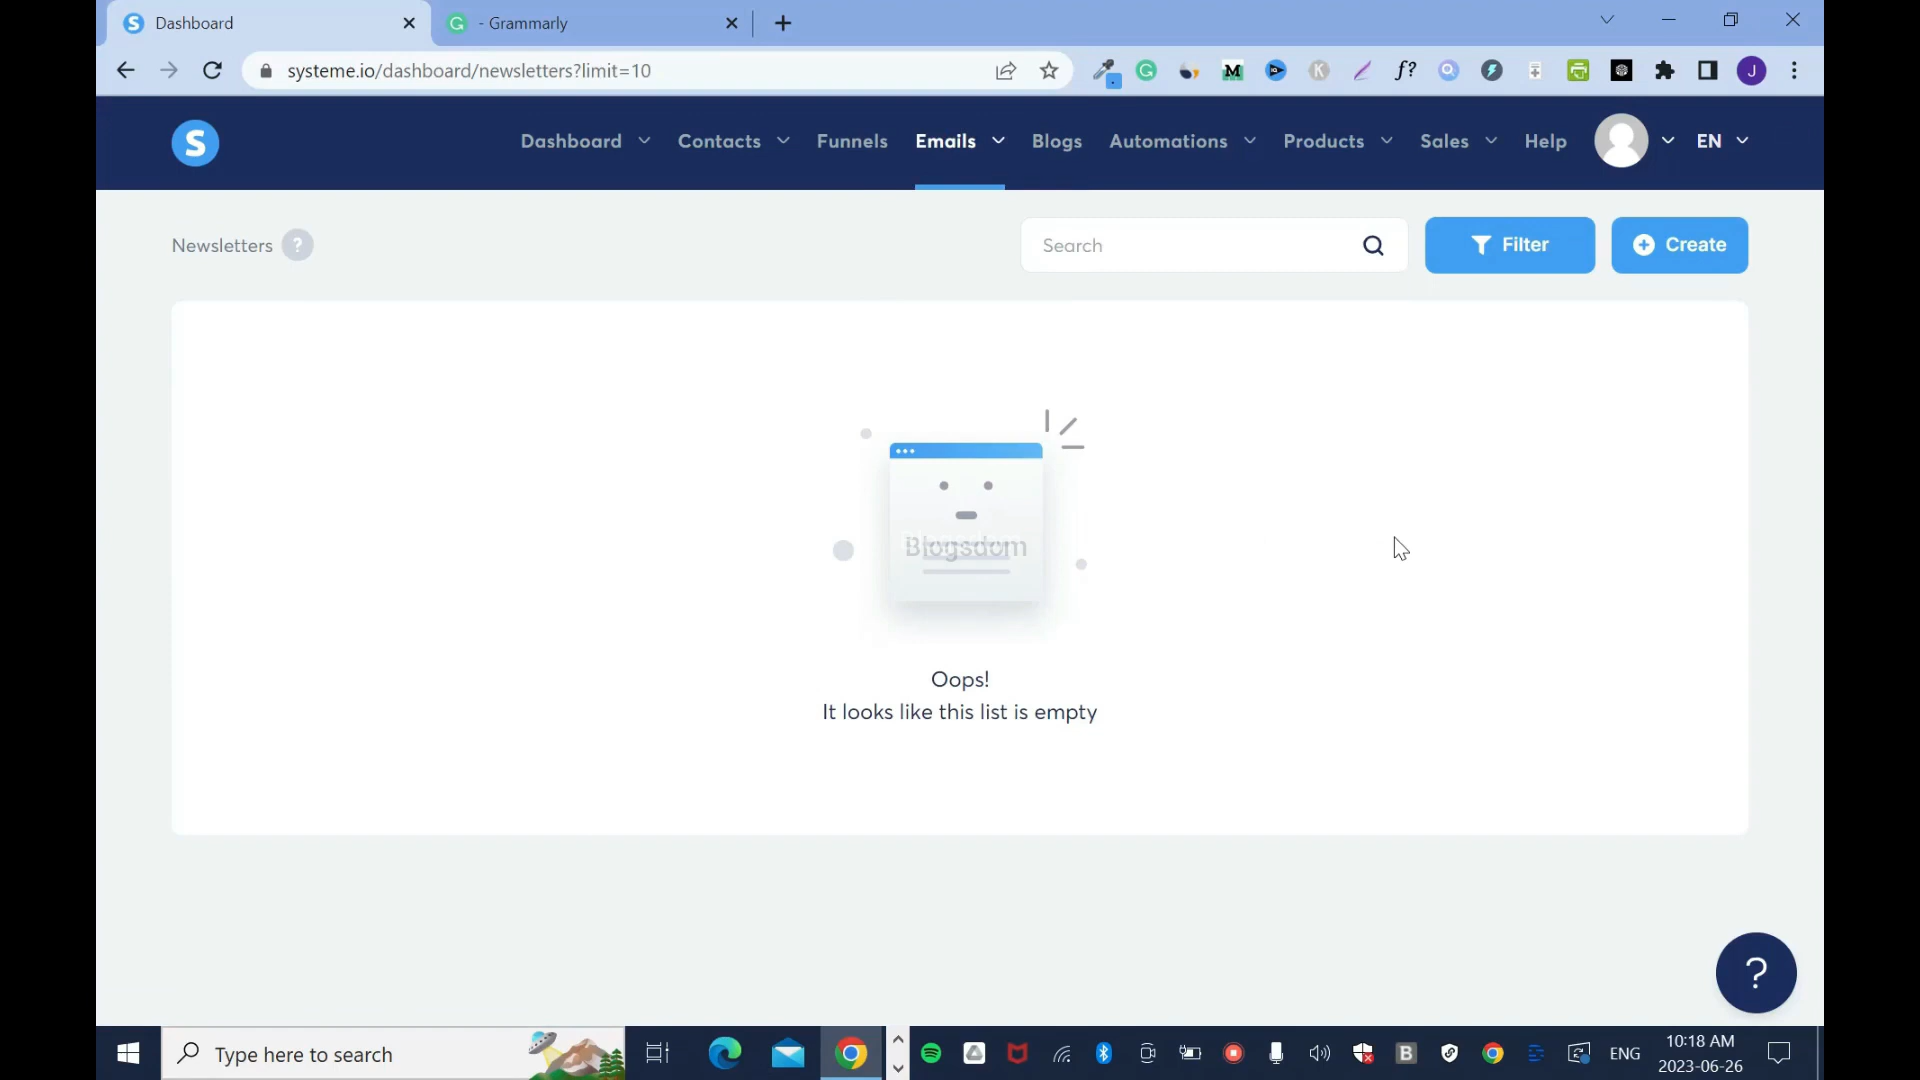 Dashboard
- Grammarly
systeme.io/dashboard/newsletters?limit=10
M
K
f?
J
S
Dashboard
Contacts
Funnels
Emails
Blogs
Automations
Products
Sales
Help
EN
Newsletters ?
Search
Filter
Create
Blogsdom
Oops!
It looks like this list is empty
?
Type here to search
B
ENG
10:18 AM
2023-06-26